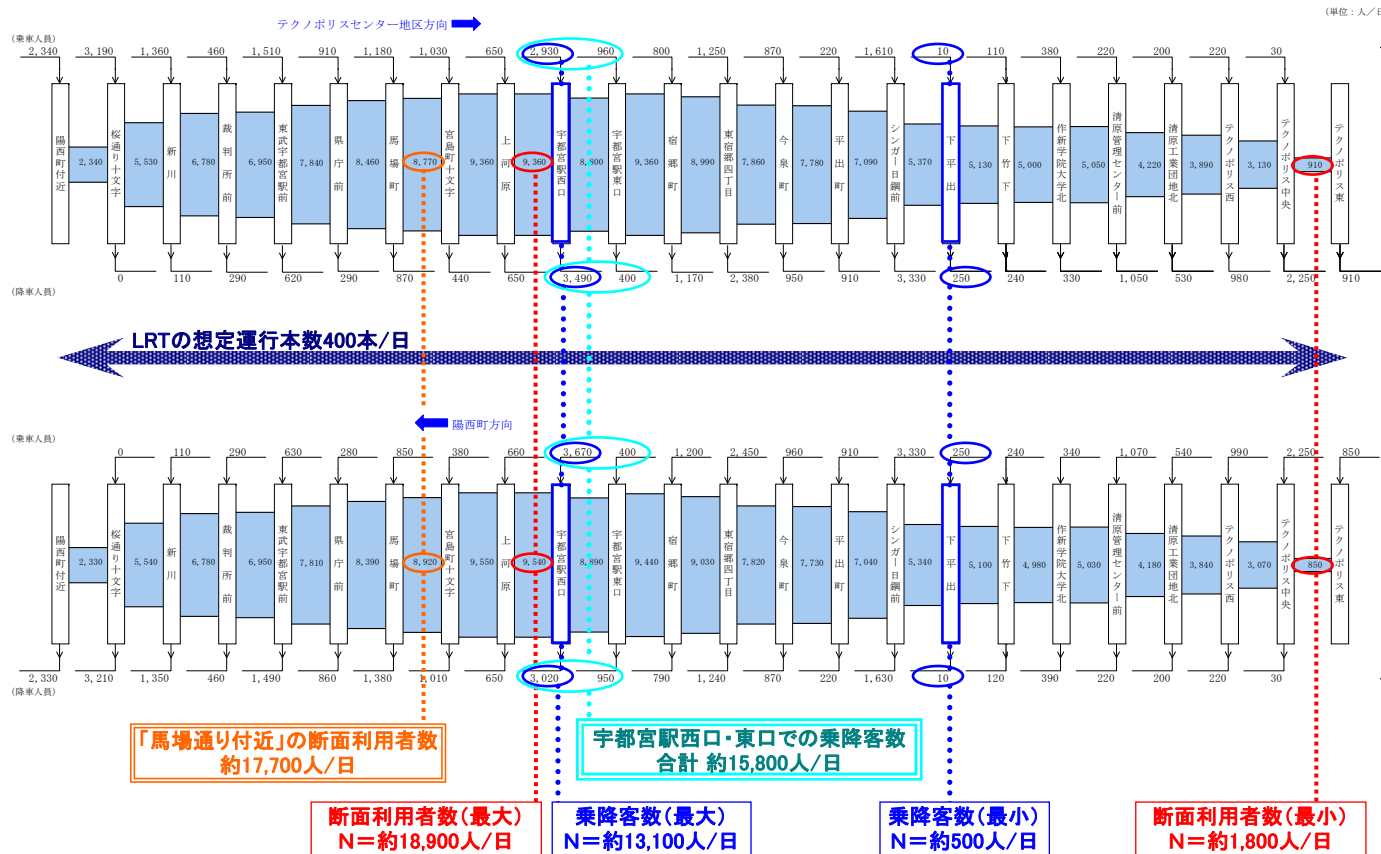 (単位：人／日
テクノポリスセンター地区方向
(乗車人員)
2,340 3,190 1,360 460 1,510 910 1,180 1,030 650 2,930 960 800 1,250 870 220 1,610 10 110 380 220 200 220 30
陽西町付近 桜通り十文字 新川 裁判所前 東武宇都宮駅前 県庁前 馬場町 宮島町十文字 上河原 宇都宮駅西口 宇都宮駅東口 宿郷町 東宿郷四丁目 今泉町 平出町 シンガー日鋼前 下平出 下竹下 作新学院大学北 清原管理センター前 清原工業団地北 テクノポリス西 テクノポリス中央 テクノポリス東
2,340 5,530 6,780 6,950 7,840 8,460 8,770 9,360 9,360 8,800 9,360 8,990 7,860 7,780 7,090 5,370 5,130 5,000 5,050 4,220 3,890 3,130 910
0 110 290 620 290 870 440 650 3,490 400 1,170 2,380 950 910 3,330 250 240 330 1,050 530 980 2,250 910
(降車人員)
LRTの想定運行本数400本/日
陽西町方向
(乗車人員)
0 110 290 630 280 850 380 660 3,670 400 1,200 2,450 960 910 3,330 250 240 340 1,070 540 990 2,250 850
陽西町付近 桜通り十文字 新川 裁判所前 東武宇都宮駅前 県庁前 馬場町 宮島町十文字 上河原 宇都宮駅西口 宇都宮駅東口 宿郷町 東宿郷四丁目 今泉町 平出町 シンガー日鋼前 下平出 下竹下 作新学院大学北 清原管理センター前 清原工業団地北 テクノポリス西 テクノポリス中央 テクノポリス東
2,330 5,540 6,780 6,950 7,810 8,390 8,920 9,550 9,540 8,890 9,440 9,030 7,820 7,730 7,040 5,340 5,100 4,980 5,030 4,180 3,840 3,070 850
2,330 3,210 1,350 460 1,490 860 1,380 1,010 650 3,020 950 790 1,240 870 220 1,630 10 120 390 220 200 220 30
(降車人員)
「馬場通り付近」の断面利用者数
約17,700人/日
宇都宮駅西口・東口での乗降客数
合計 約15,800人/日
断面利用者数(最大)
N＝約18,900人/日
乗降客数(最大)
N＝約13,100人/日
乗降客数(最小)
N＝約500人/日
断面利用者数(最小)
N＝約1,800人/日